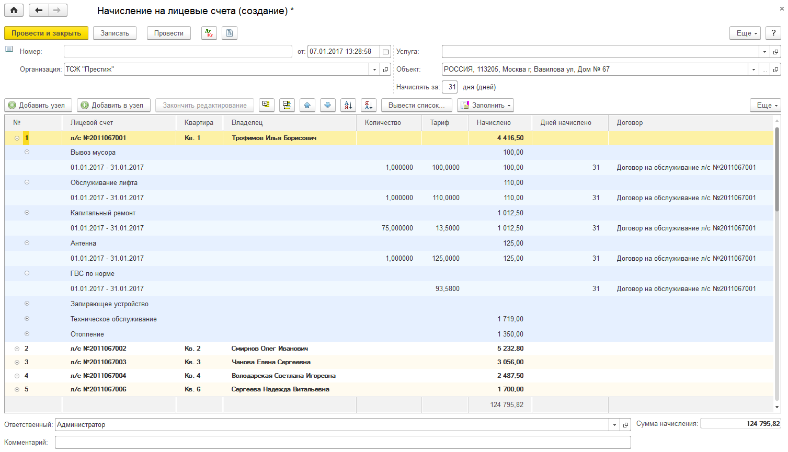 Начисление на лицевые счета (создание) *
Провести и закрыть Записать Провести Еще ?
Номер: от: 07.01.2017 13:28:50 Услуга:
Организация: ТСЖ "Престиж" Объект: РОССИЯ, 113205, Москва г, Вавилова ул, Дом № 67
Начислять за 31 дня (дней)
Добавить узел Добавить в узел Закончить редактирование Вывести список... Заполнить Еще
№ Лицевой счет Квартира Владелец Количество Тариф Начислено Дней начислено Договор
1 л/с №2011067001 Кв. 1 Трофимов Илья Борисович 4 416,50
Вывоз мусора 100,00
01.01.2017 - 31.01.2017 1,000000 100,0000 100,00 31 Договор на обслуживание л/с №2011067001
Обслуживание лифта 110,00
01.01.2017 - 31.01.2017 1,000000 110,0000 110,00 31 Договор на обслуживание л/с №2011067001
Капитальный ремонт 1 012,50
01.01.2017 - 31.01.2017 75,000000 13,5000 1 012,50 31 Договор на обслуживание л/с №2011067001
Антенна 125,00
01.01.2017 - 31.01.2017 1,000000 125,0000 125,00 31 Договор на обслуживание л/с №2011067001
ГВС по норме
01.01.2017 - 31.01.2017 93,5800 31 Договор на обслуживание л/с №2011067001
Запирающее устройство
Техническое обслуживание 1 719,00
Отопление 1 350,00
2 л/с №2011067002 Кв. 2 Смирнов Олег Иванович 5 232,80
3 л/с №2011067003 Кв. 3 Чанова Елена Сергеевна 3 056,00
4 л/с №2011067004 Кв. 4 Володарская Светлана Игоревна 2 487,50
5 л/с №2011067006 Кв. 6 Сергеева Надежда Витальевна 1 700,00
124 795,82
Ответственный: Администратор Сумма начисления: 124 795,82
Комментарий: